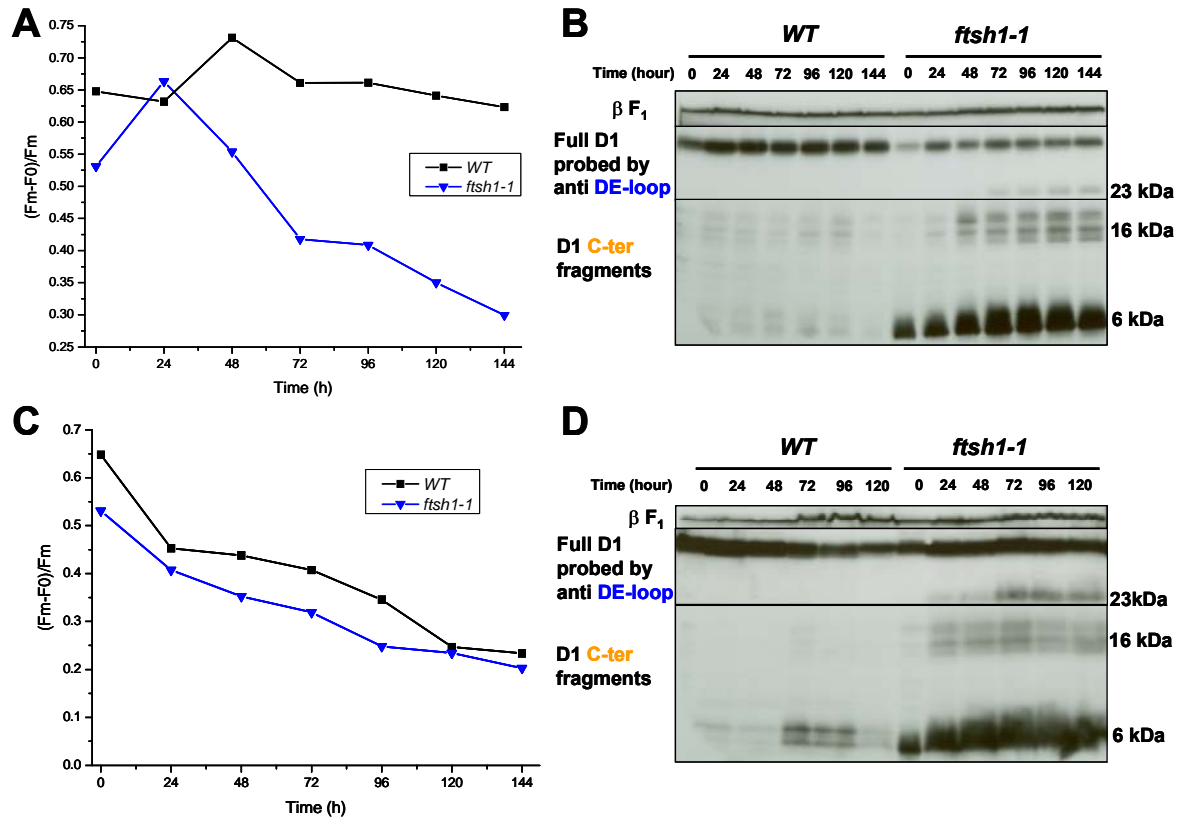 A
0.75
0.70
0.65
0.60
0.55
0.50
0.45
0.40
0.35
0.30
0.25
(Fm-F0)/Fm
WT
ftsh1-1
0 24 48 72 96 120 144
Time (h)
B
WT ftsh1-1
Time (hour) 0 24 48 72 96 120 144 0 24 48 72 96 120 144
β F1
Full D1
probed by
anti DE-loop
23 kDa
16 kDa
D1 C-ter
fragments
6 kDa
C
0.7
0.6
0.5
0.4
0.3
0.2
0.1
0.0
(Fm-F0)/Fm
WT
ftsh1-1
0 24 48 72 96 120 144
Time (h)
D
WT ftsh1-1
Time (hour) 0 24 48 72 96 120 0 24 48 72 96 120
β F1
Full D1
probed by
anti DE-loop
23kDa
16 kDa
D1 C-ter
fragments
6 kDa